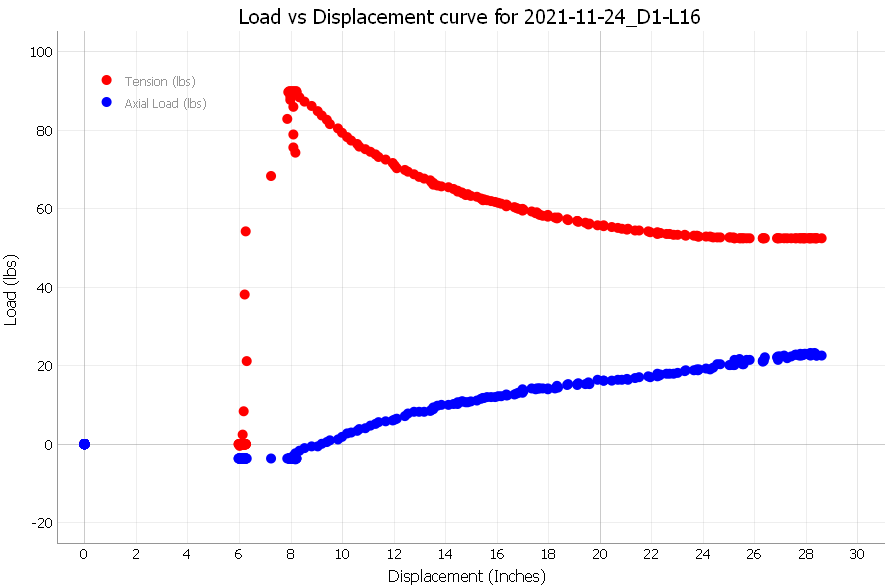 Load vs Displacement curve for 2021-11-24_D1-L16
100
Tension (lbs)
Axial Load (lbs)
80
60
Load (lbs)
40
20
0
-20
0 2 4 6 8 10 12 14 16 18 20 22 24 26 28 30
Displacement (Inches)